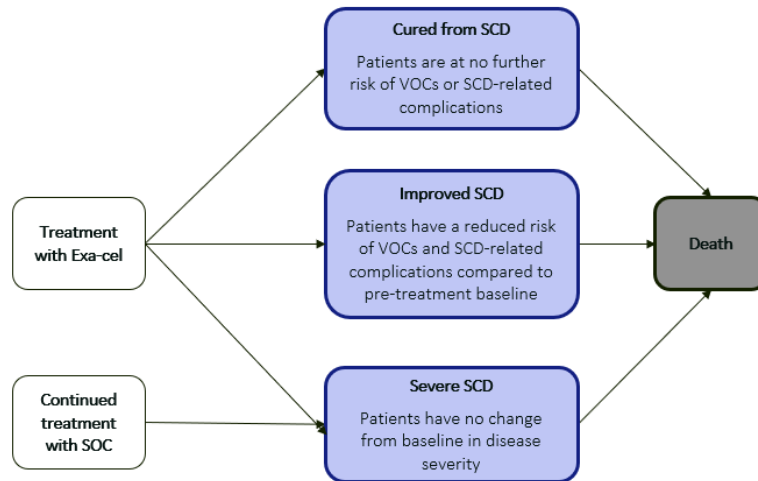 Cured from SCD
Patients are at no further
risk of VOCs or SCD-related
complications
Treatment
with Exa-cel
Improved SCD
Patients have a reduced risk
of VOCs and SCD-related
complications compared to
pre-treatment baseline
Death
Continued
treatment
with SOC
Severe SCD
Patients have no change
from baseline in disease
severity